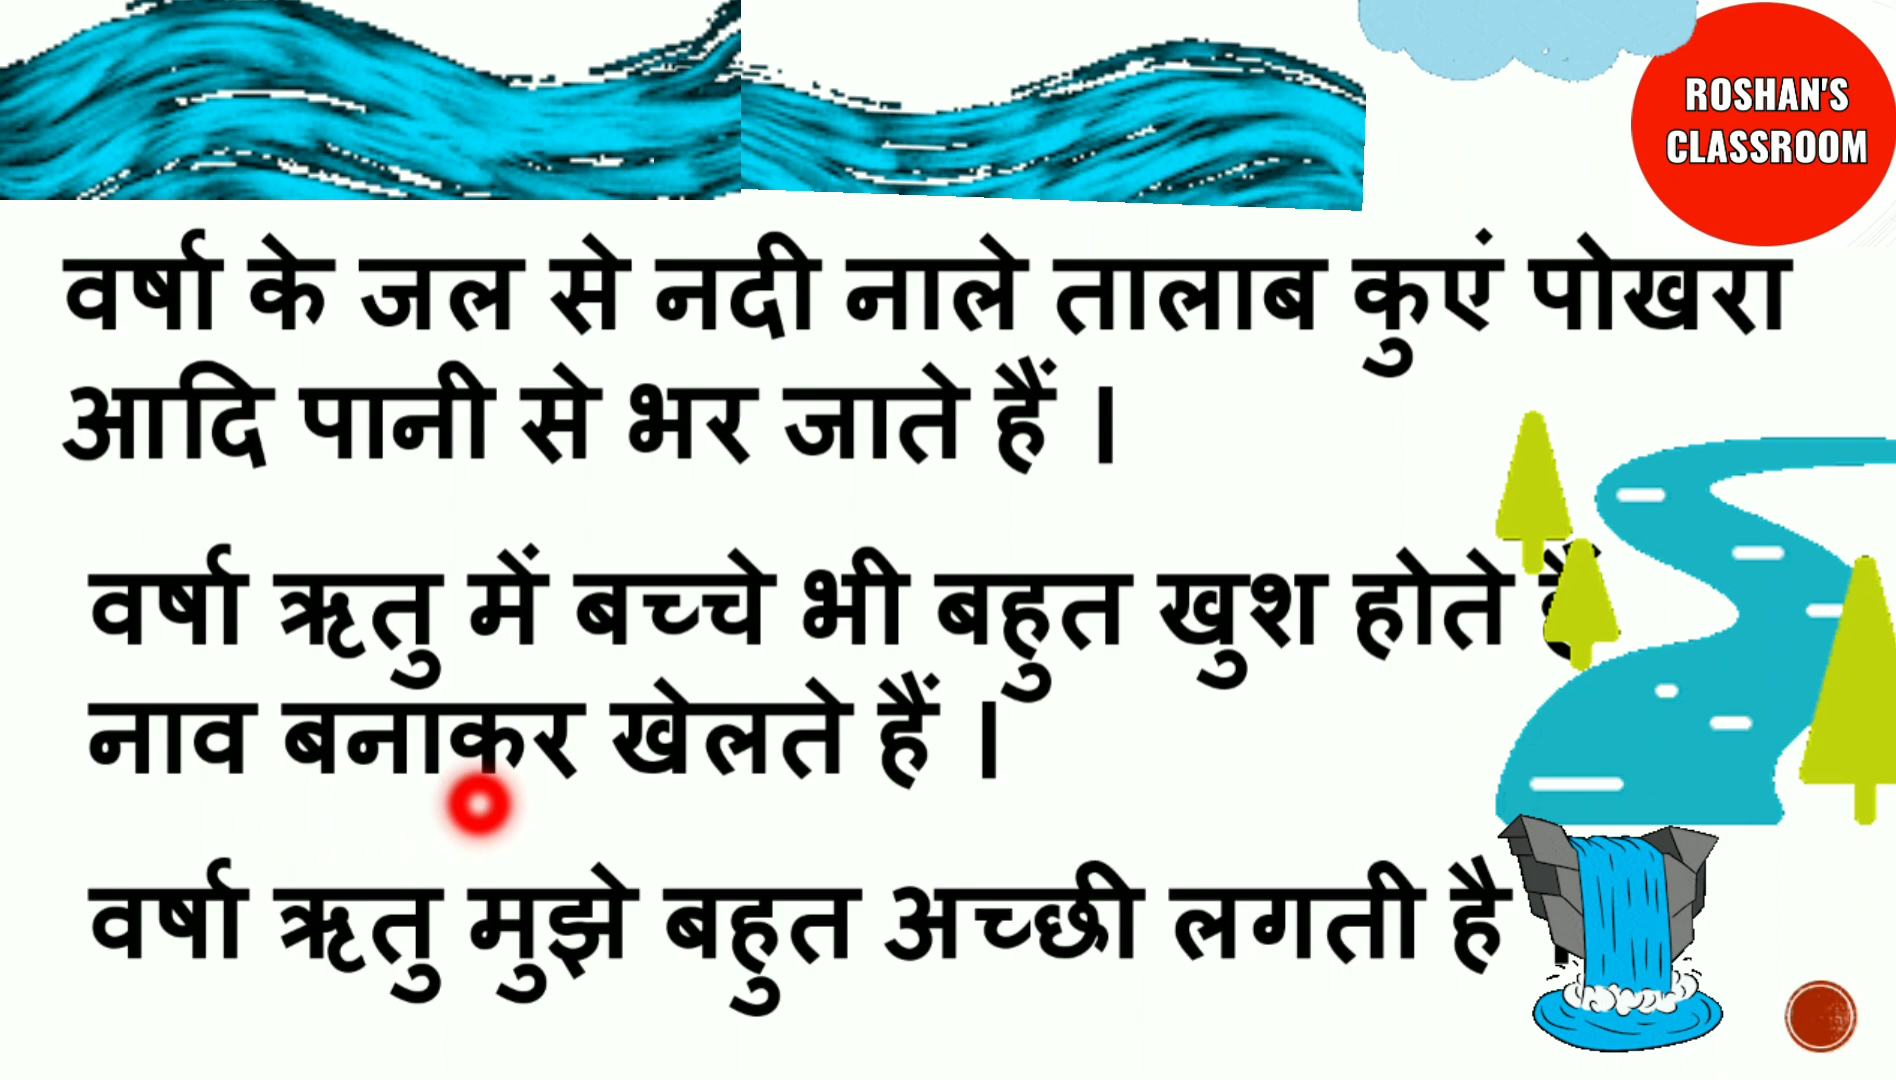 ROSHAN'S
CLASSROOM
वर्षा के जल से नदी नाले तालाब कुएं पोखरा
आदि पानी से भर जाते हैं ।
वर्षा ऋतु में बच्चे भी बहुत खुश होते
नाव बनाकर खेलते हैं ।
वर्षा ऋतु मुझे बहुत अच्छी लगती है ।